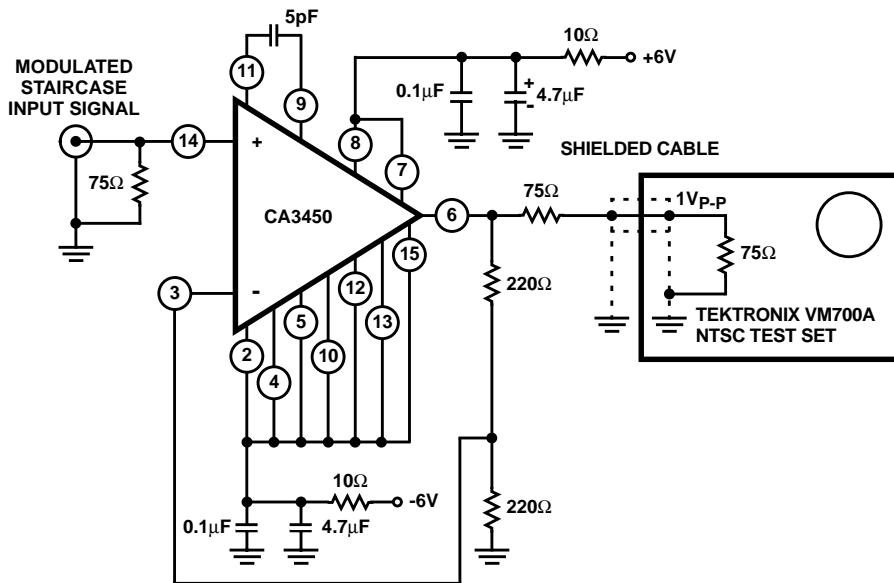 5pF
10Ω
+6V
MODULATED
STAIRCASE
INPUT SIGNAL
11
9
0.1μF
+
4.7μF
-
8
14
+
7
SHIELDED CABLE
75Ω
CA3450
6
75Ω
1VP-P
75Ω
15
3
-
12
220Ω
5
13
TEKTRONIX VM700A
NTSC TEST SET
2
10
4
10Ω
-6V
0.1μF
4.7μF
220Ω